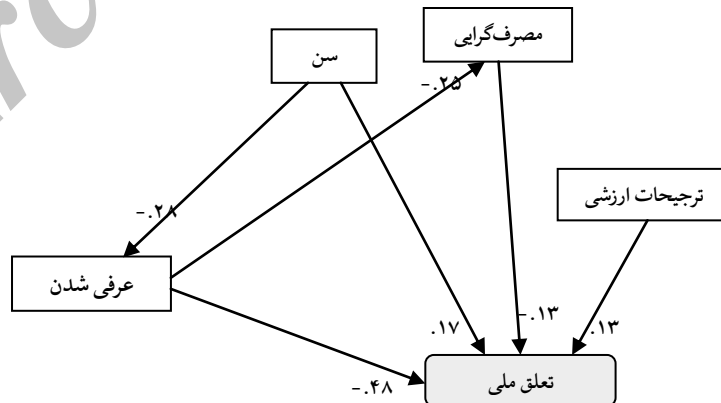 مصرف‌گرایی
سن
-.۲۵
ترجیحات ارزشی
-.۲۸
عرفی شدن
.۱۷
-.۱۳
.۱۳
تعلق ملی
-.۴۸